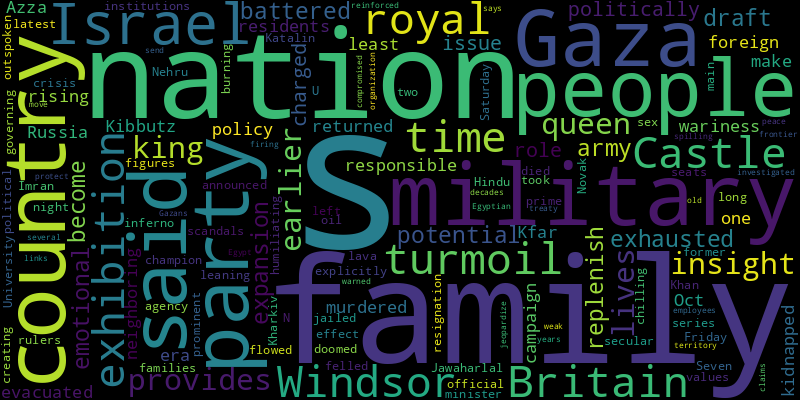 Azza
institutions
latest
Israel
battered
royal
politically
draft
residents
least
issue
Gaza
foreign
outspoken
Katalin
charged
compromised
organization
make
crisis
Nehru
burning
nation
people
main
rising
move
governing
country
Russia
Kibbutz
policy
returned
time
queen
wariness
firing
king
figures
responsible
role
army
Castle
frontier
peace
sex
spilling
investigated
Imran
become
said
party
earlier
S
military
Hindu
took
died
decades
Egyptian
prime
treaty
Novak
seats
old
long
one
night
protect
several
links
University
political
exhibition
inferno
announced
Gazans
scandals
Egypt
expansion
humiliating
left
oil
potential
Kfar
exhausted
former
insight
emotional
neighboring
champion
leaning
lava
explicitly
warned
turmoil
replenish
lives
chilling
Khan
Oct
employees
family
agency
prominent
Kharkiv
N
murdered
jailed
effect
resignation
jeopardize
campaign
weak
years
secular
series
Friday
territory
kidnapped
creating
rulers
era
families
flowed
doomed
felled
Jawaharlal
official
minister
Seven
values
claims
evacuated
provides
Windsor
Britain
reinforced
says
send
two
U
Saturday